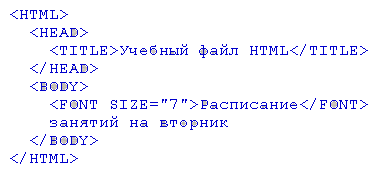 <HTML>
<HEAD>
<TITLE>Учебный файл HTML</TITLE>
</HEAD>
<BODY>
<FONT SIZE="7">Расписание</FONT>
занятий на вторник
</BODY>
</HTML>